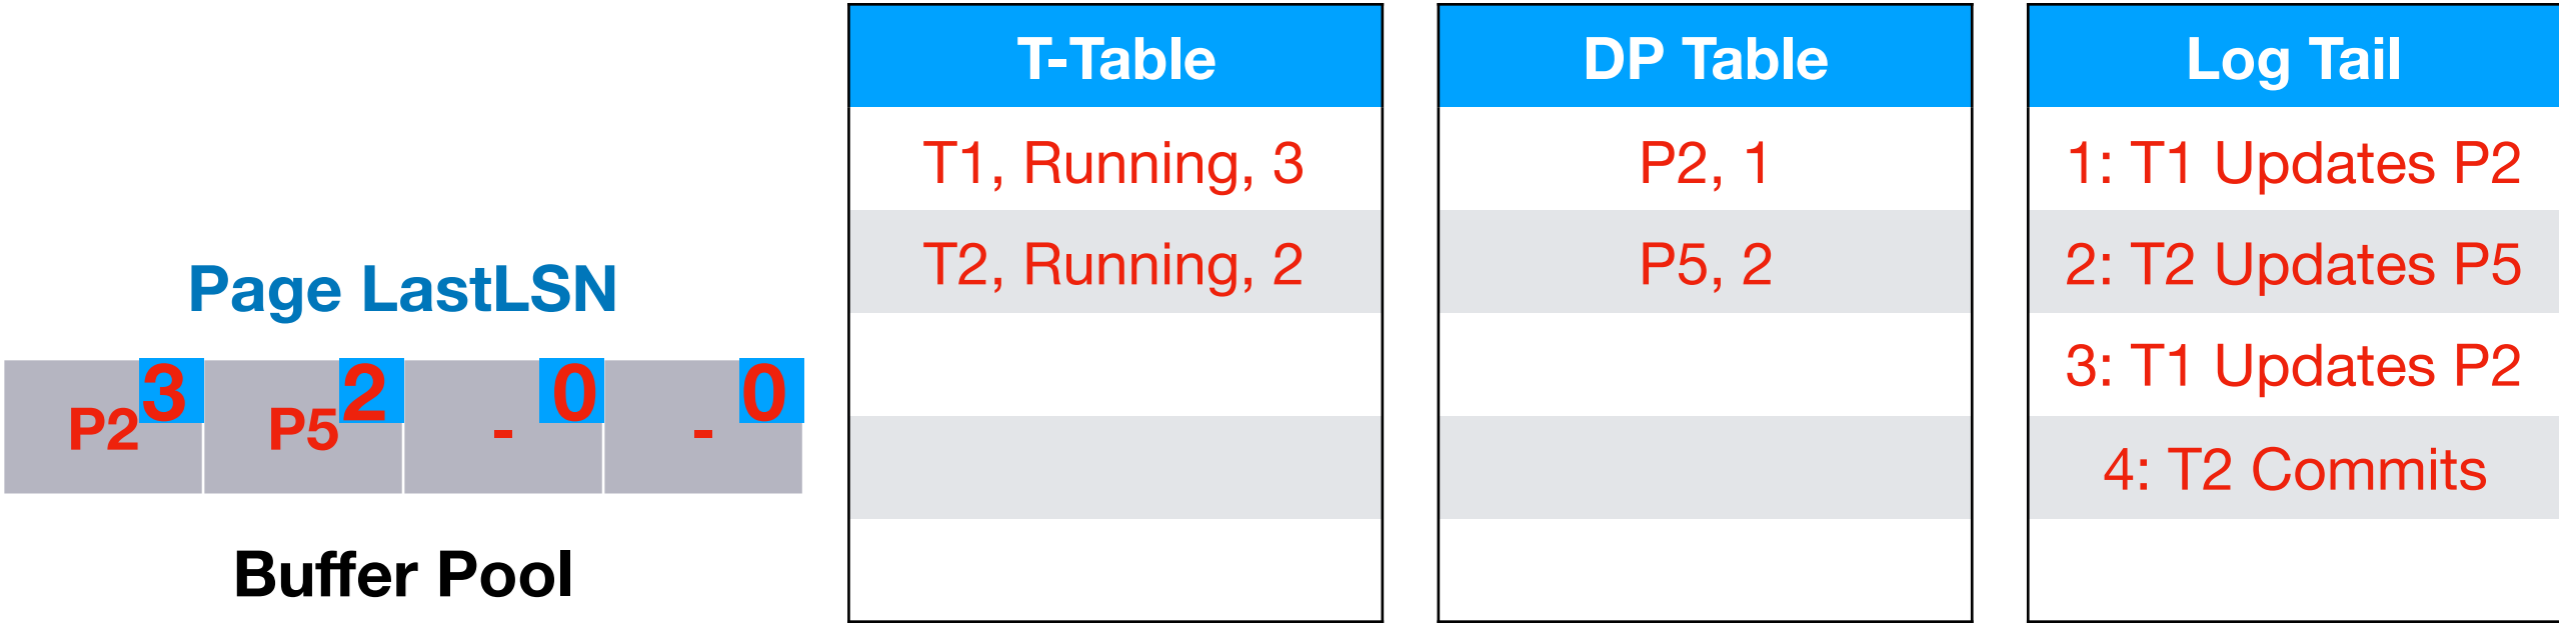 T-Table
T1, Running, 3
T2, Running, 2
DP Table
P2, 1
P5, 2
Log Tail
1: T1 Updates P2
2: T2 Updates P5
3: T1 Updates P2
4: T2 Commits
Page LastLSN
P2 3 P5 2 - 0 - 0
Buffer Pool